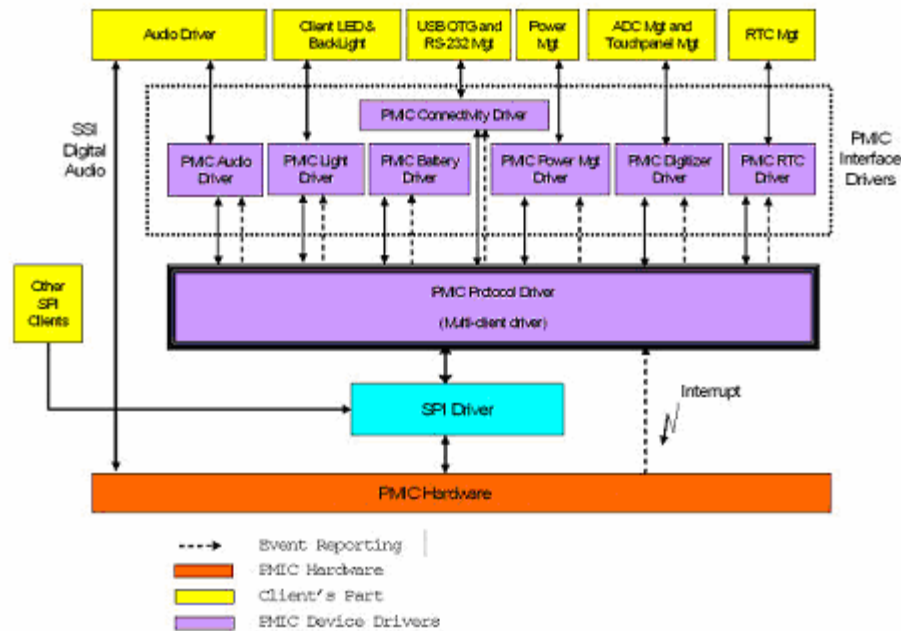 Audio Driver
Client LED &
BackLight
USB OTG and
RS-232 Mgt
Power
Mgt
ADC Mgt and
Touchpanel Mgt
RTC Mgt
SSI
Digital
Audio
PMIC Connectivity Driver
PMIC
Interface
Drivers
PMIC Audio
Driver
PMIC Light
Driver
PMIC Battery
Driver
PMIC Power Mgt
Driver
PMIC Digitizer
Driver
PMIC RTC
Driver
Other
SPI
Clients
PMIC Protocol Driver
(Multi-client driver)
SPI Driver
Interrupt
PMIC Hardware
Event Reporting
PMIC Hardware
Client's Part
PMIC Device Drivers